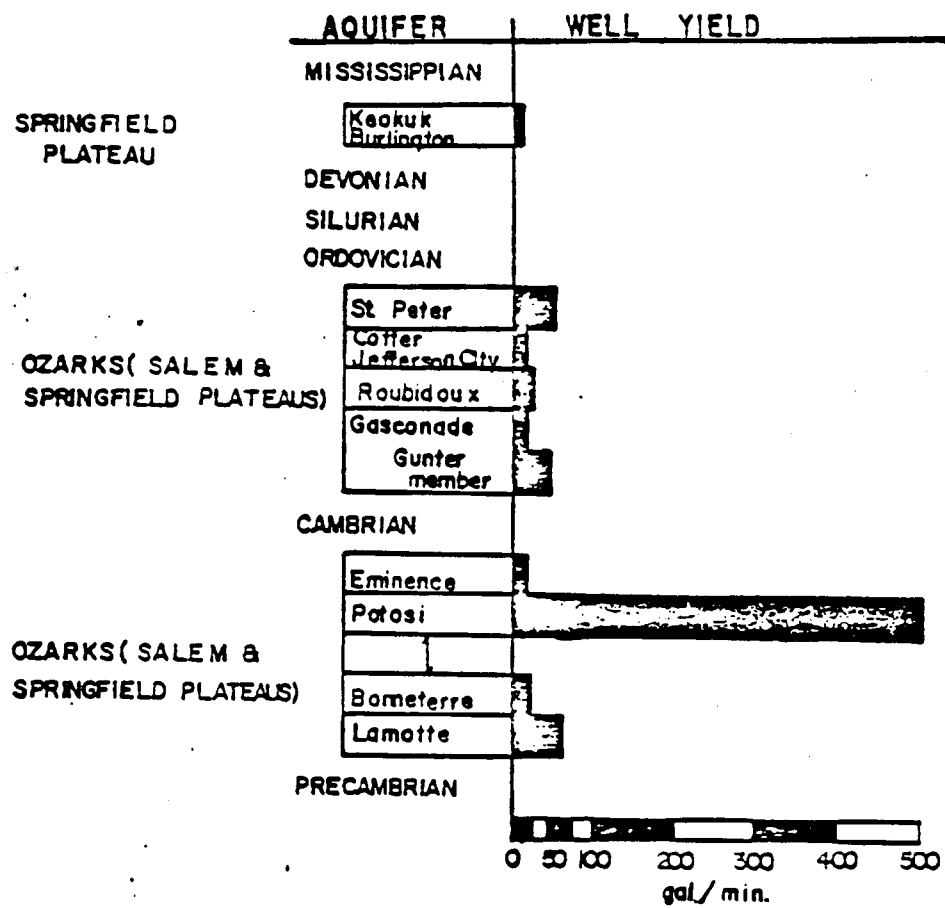 AQUIFER WELL YIELD
MISSISSIPPIAN
SPRINGFIELD
PLATEAU
Keokuk
Burlington
DEVONIAN
SILURIAN
ORDOVICIAN
OZARKS( SALEM &
SPRINGFIELD PLATEAUS)
St Peter
Cotter
Jefferson City
Roubidoux
Gasconade
Gunter
member
CAMBRIAN
OZARKS( SALEM &
SPRINGFIELD PLATEAUS)
Eminence
Potosi
Bometerre
Lamotte
PRECAMBRIAN
0 50 100 200 300 400 500
gal./min.